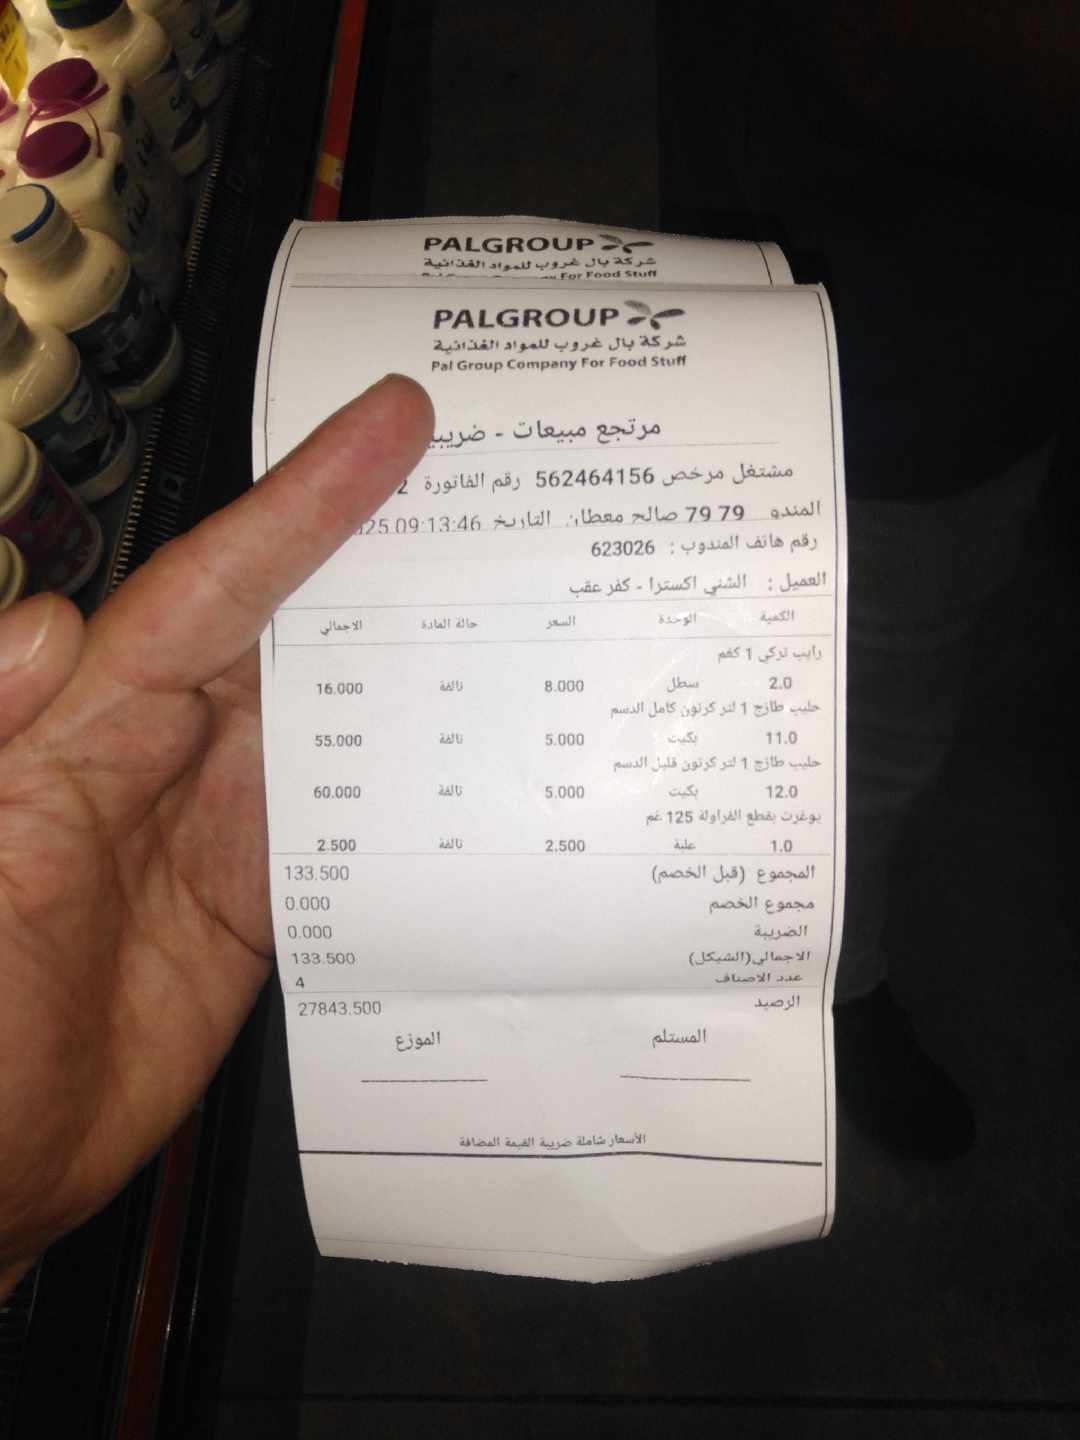 PALGROUP
شركة بال غروب للمواد الغذائية
For Food Stuff
PALGROUP
شركة بال غروب للمواد الغذائية
Pal Group Company For Food Stuff
مرتجع مبيعات - ضريبي
مشتغل مرخص 562464156 رقم الفاتورة
المندو 79 79 صالح معطان التاريخ 09:13:46
رقم هاتف المندوب : 623026
العميل : الشني اكسترا - كفر عقب
الكمية الوحدة السعر حالة المادة الاجمالي
رايب تركي 1 كغم
2.0 سطل 8.000 تالفة 16.000
حليب طازج 1 لتر كرتون كامل الدسم
11.0 بكيت 5.000 تالفة 55.000
حليب طازج 1 لتر كرتون قليل الدسم
12.0 بكيت 5.000 تالفة 60.000
يوغرت بقطع الفراولة 125 غم
1.0 علبة 2.500 تالفة 2.500
المجموع (قبل الخصم) 133.500
مجموع الخصم 0.000
الضريبة 0.000
الاجمالي(الشيكل) 133.500
عدد الاصناف 4
الرصيد 27843.500
المستلم الموزع
الأسعار شاملة ضريبة القيمة المضافة